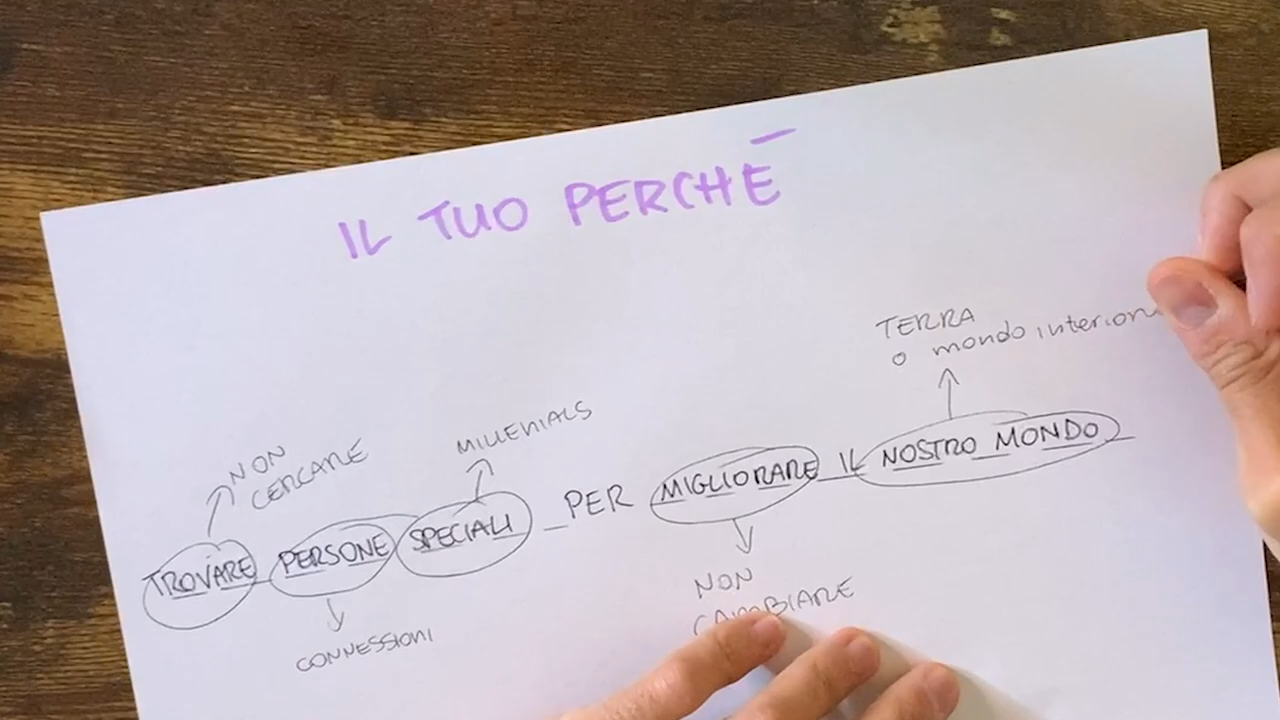 IL TUO PERCHÉ
TERRA
o mondo interiore
MILLENIALS
NON
CERCARE
TROVARE PERSONE SPECIALI PER MIGLIORARE IL NOSTRO MONDO
CONNESSIONI
NON
CAMBIARE